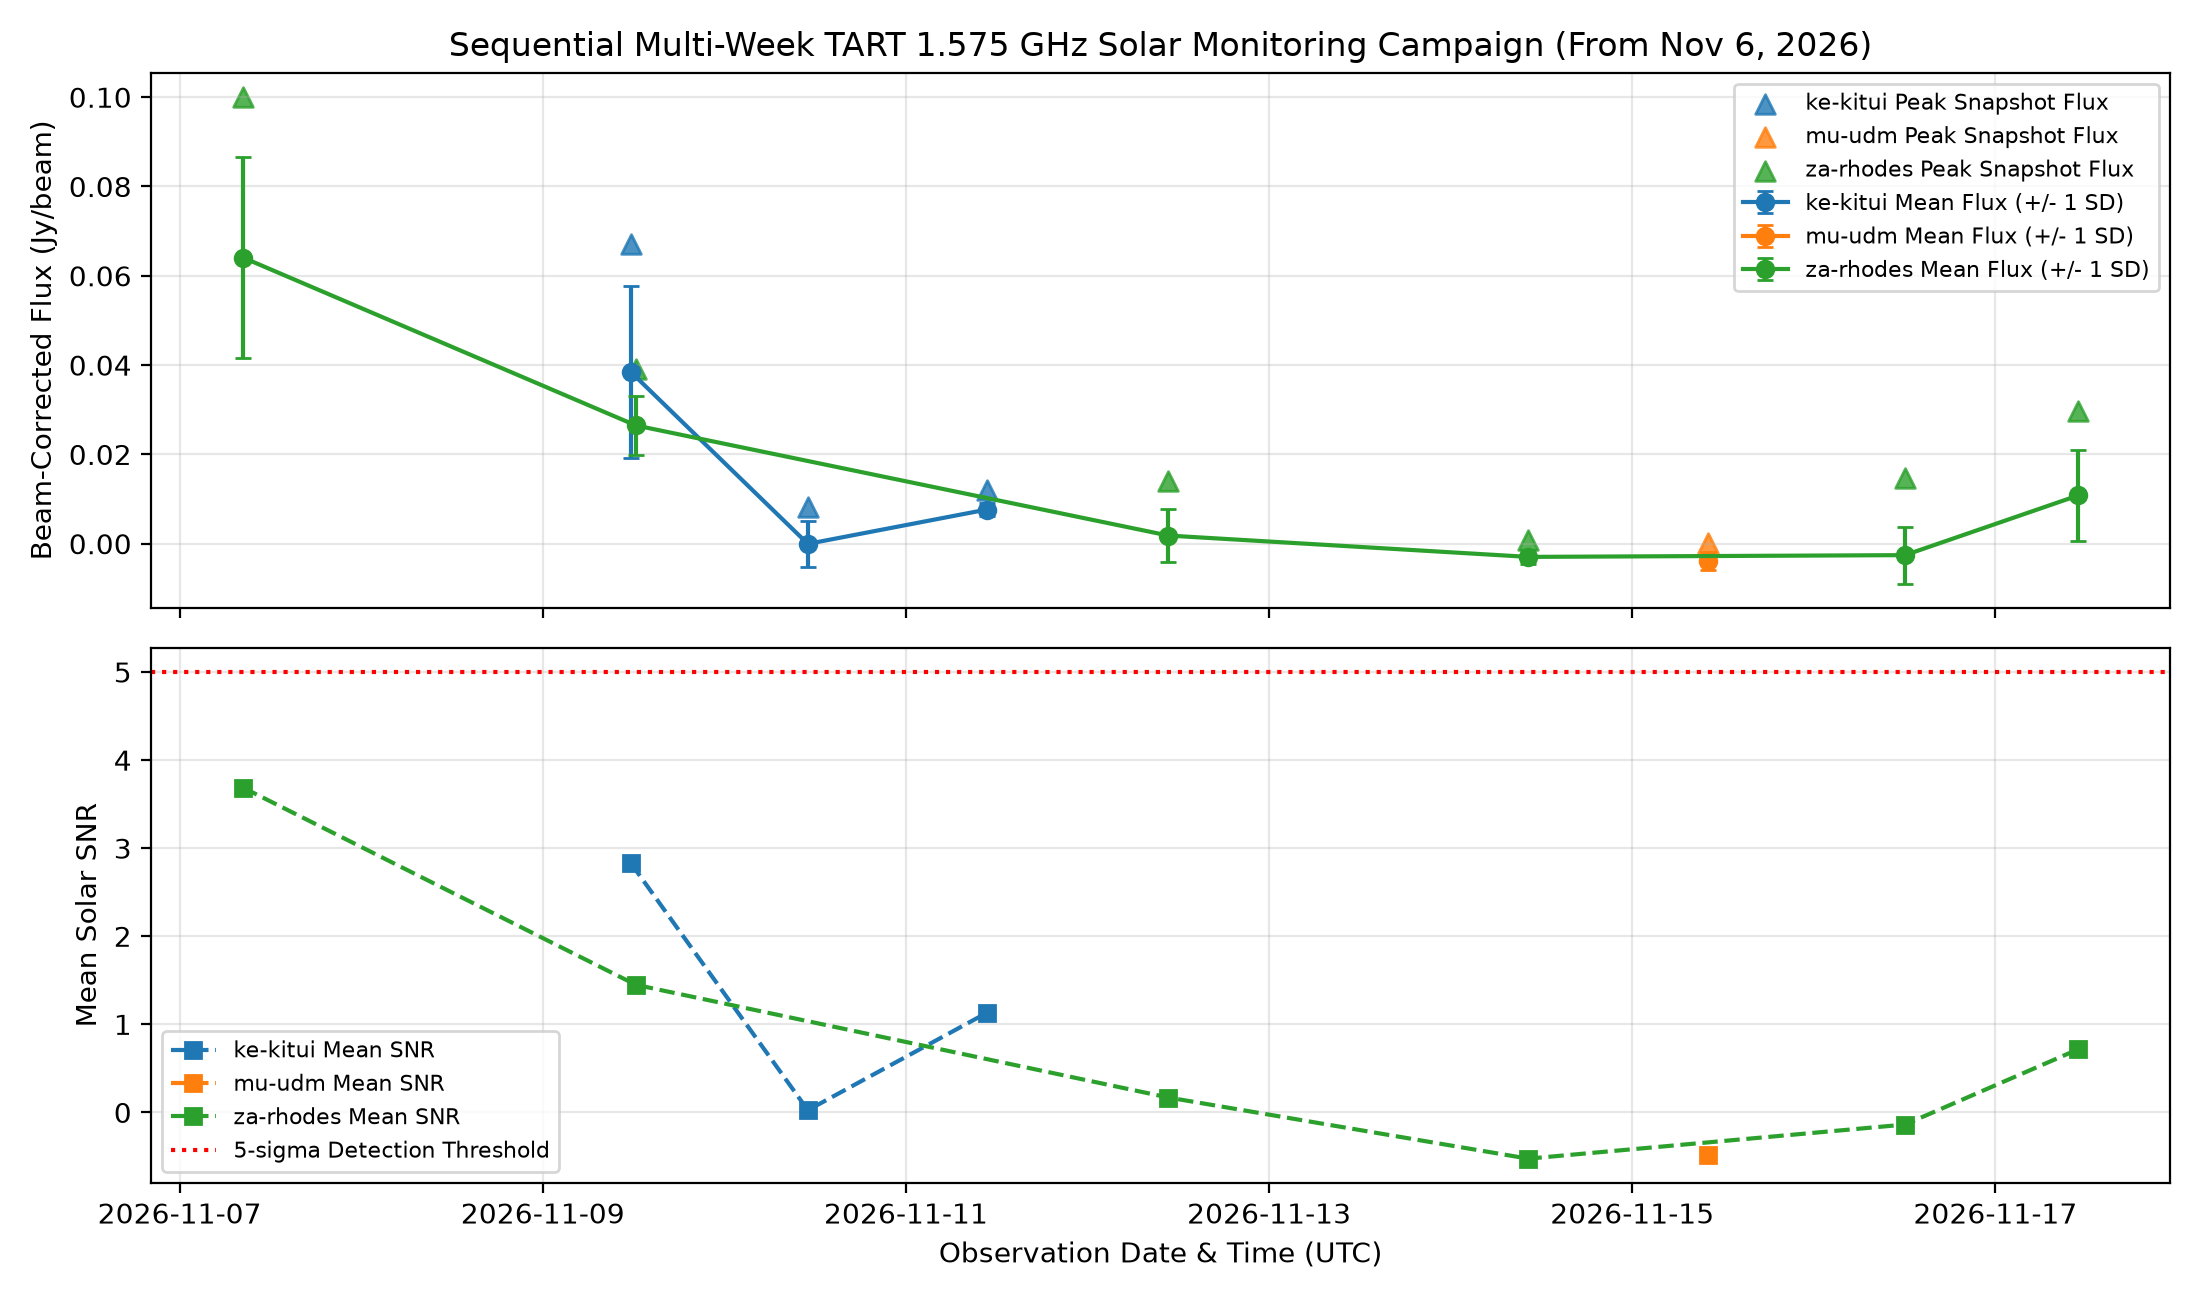 Sequential Multi-Week TART 1.575 GHz Solar Monitoring Campaign (From Nov 6, 2026)
Beam-Corrected Flux (Jy/beam)
0.10
0.08
0.06
0.04
0.02
0.00
ke-kitui Peak Snapshot Flux
mu-udm Peak Snapshot Flux
za-rhodes Peak Snapshot Flux
ke-kitui Mean Flux (+/- 1 SD)
mu-udm Mean Flux (+/- 1 SD)
za-rhodes Mean Flux (+/- 1 SD)
Mean Solar SNR
5
4
3
2
1
0
ke-kitui Mean SNR
mu-udm Mean SNR
za-rhodes Mean SNR
5-sigma Detection Threshold
2026-11-07
2026-11-09
2026-11-11
2026-11-13
2026-11-15
2026-11-17
Observation Date & Time (UTC)